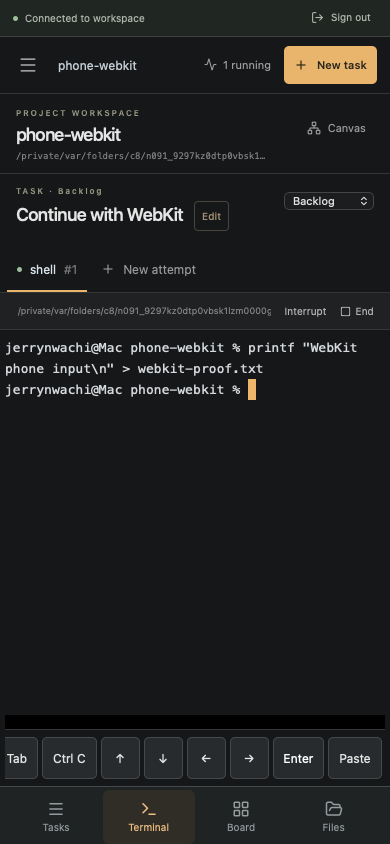 Connected to workspace
Sign out
phone-webkit
1 running
New task
PROJECT WORKSPACE
phone-webkit
Canvas
/private/var/folders/c8/n091_9297kz0dtp0vbsk1…
TASK · Backlog
Continue with WebKit
Edit
Backlog
shell #1
New attempt
/private/var/folders/c8/n091_9297kz0dtp0vbsk1lzm0000g
Interrupt
End
jerrynwachi@Mac phone-webkit % printf "WebKit
phone input\n" > webkit-proof.txt
jerrynwachi@Mac phone-webkit %
Tab
Ctrl C
↑
↓
←
→
Enter
Paste
Tasks
Terminal
Board
Files